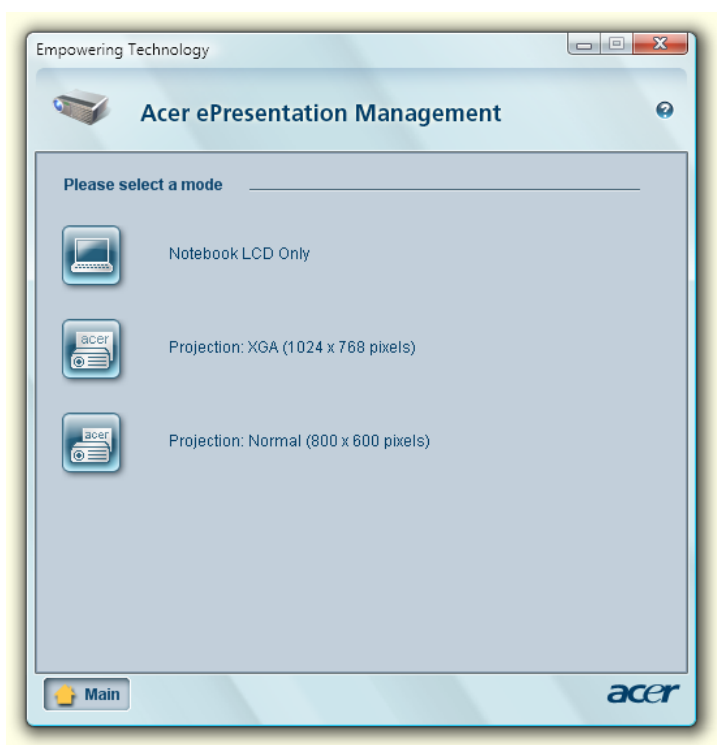 Empowering Technology
Acer ePresentation Management
Please select a mode
Notebook LCD Only
acer
Projection: XGA (1024 x 768 pixels)
acer
Projection: Normal (800 x 600 pixels)
Main
acer